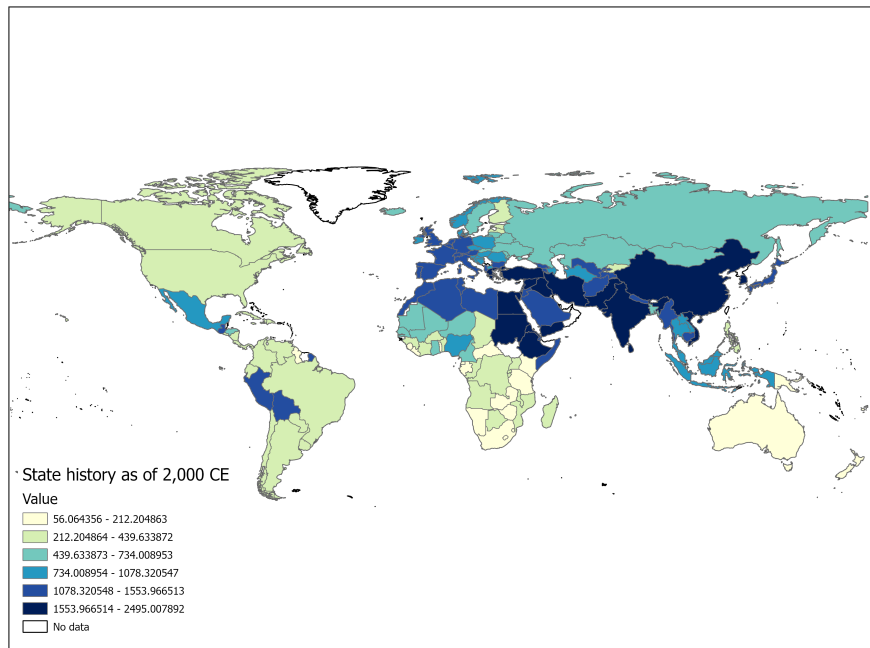 State history as of 2,000 CE
Value
56.064356 - 212.204863
212.204864 - 439.633872
439.633873 - 734.008953
734.008954 - 1078.320547
1078.320548 - 1553.966513
1553.966514 - 2495.007892
No data